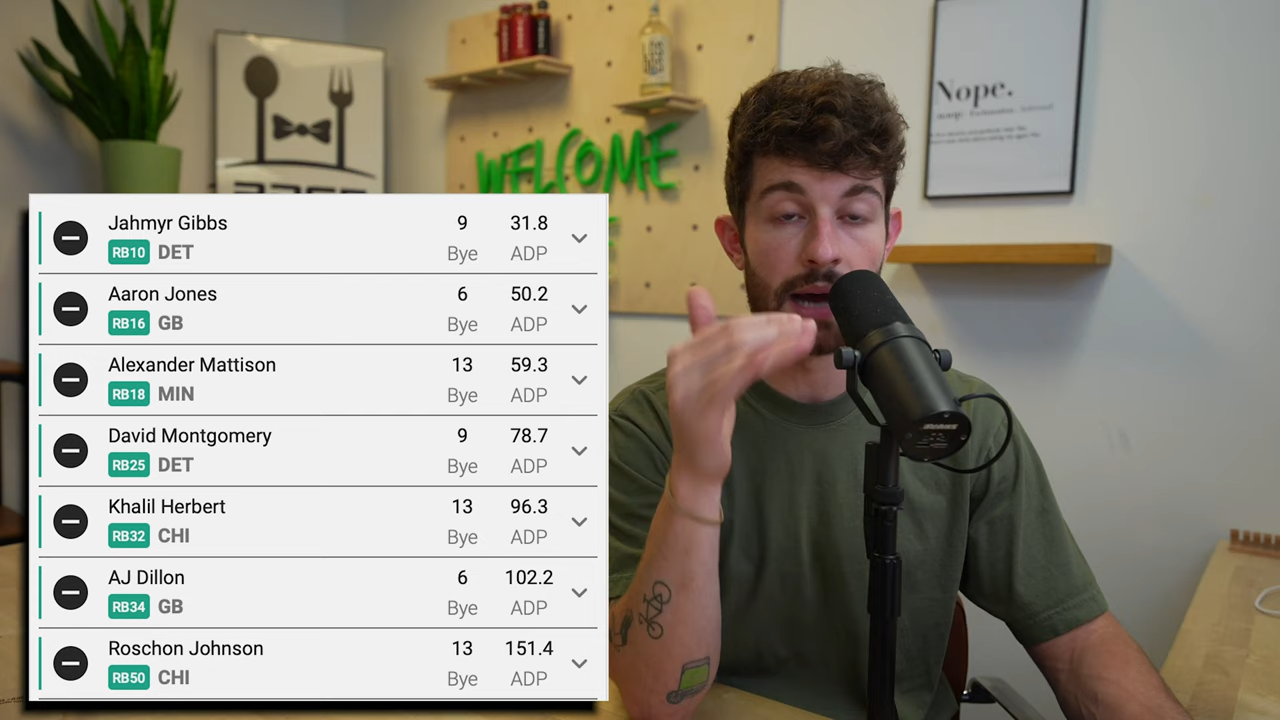 Nope.
WELCOME
Jahmyr Gibbs 9 31.8
RB10 DET Bye ADP
Aaron Jones 6 50.2
RB16 GB Bye ADP
Alexander Mattison 13 59.3
RB18 MIN Bye ADP
David Montgomery 9 78.7
RB25 DET Bye ADP
Khalil Herbert 13 96.3
RB32 CHI Bye ADP
AJ Dillon 6 102.2
RB34 GB Bye ADP
Roschon Johnson 13 151.4
RB50 CHI Bye ADP